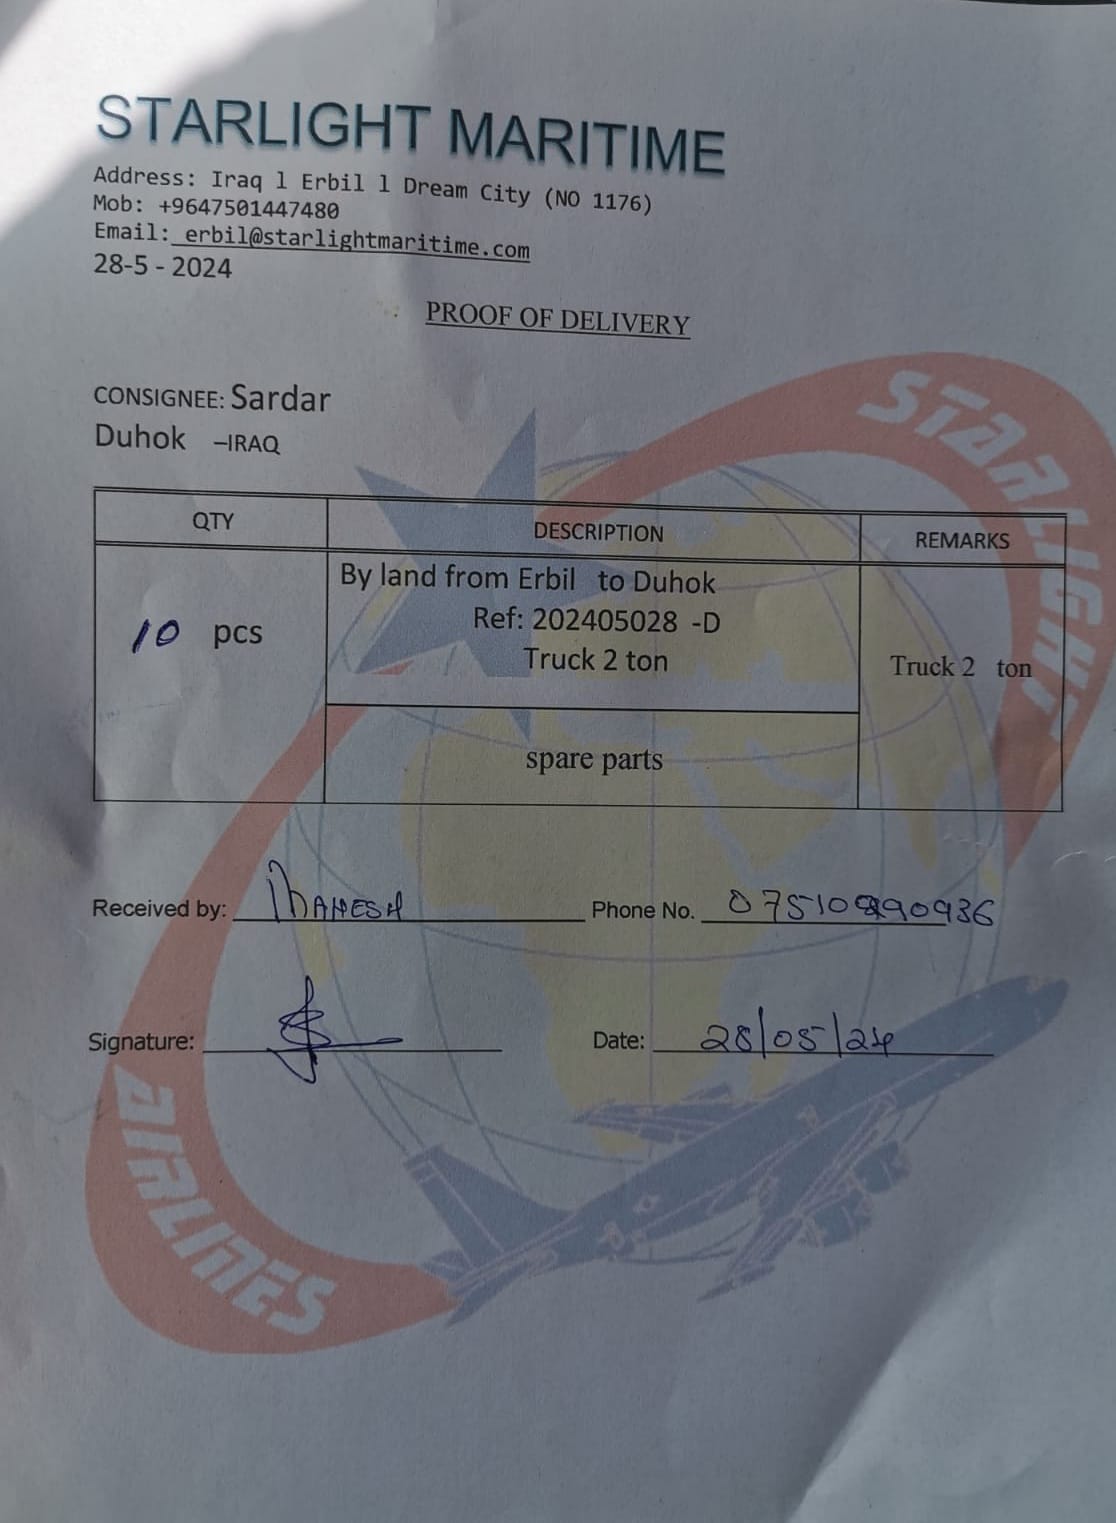 STARLIGHT MARITIME
Address: Iraq l Erbil l Dream City (NO 1176)
Mob: +9647501447480
Email: erbil@starlightmaritime.com
28-5 - 2024
PROOF OF DELIVERY
CONSIGNEE: Sardar
Duhok –IRAQ
QTY DESCRIPTION REMARKS
By land from Erbil to Duhok
Ref: 202405028 -D
10 pcs
Truck 2 ton
Truck 2 ton
spare parts
Received by: Phone No.
Signature: Date: 28/05/24
STARLIGHT
AIRLINES